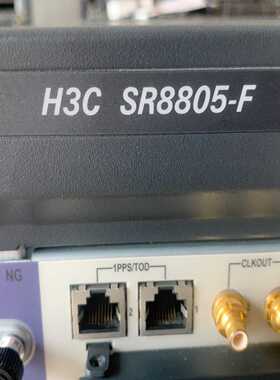 H3C SR8805-F
NG
1PPS/TOD
CLKOUT
2
1